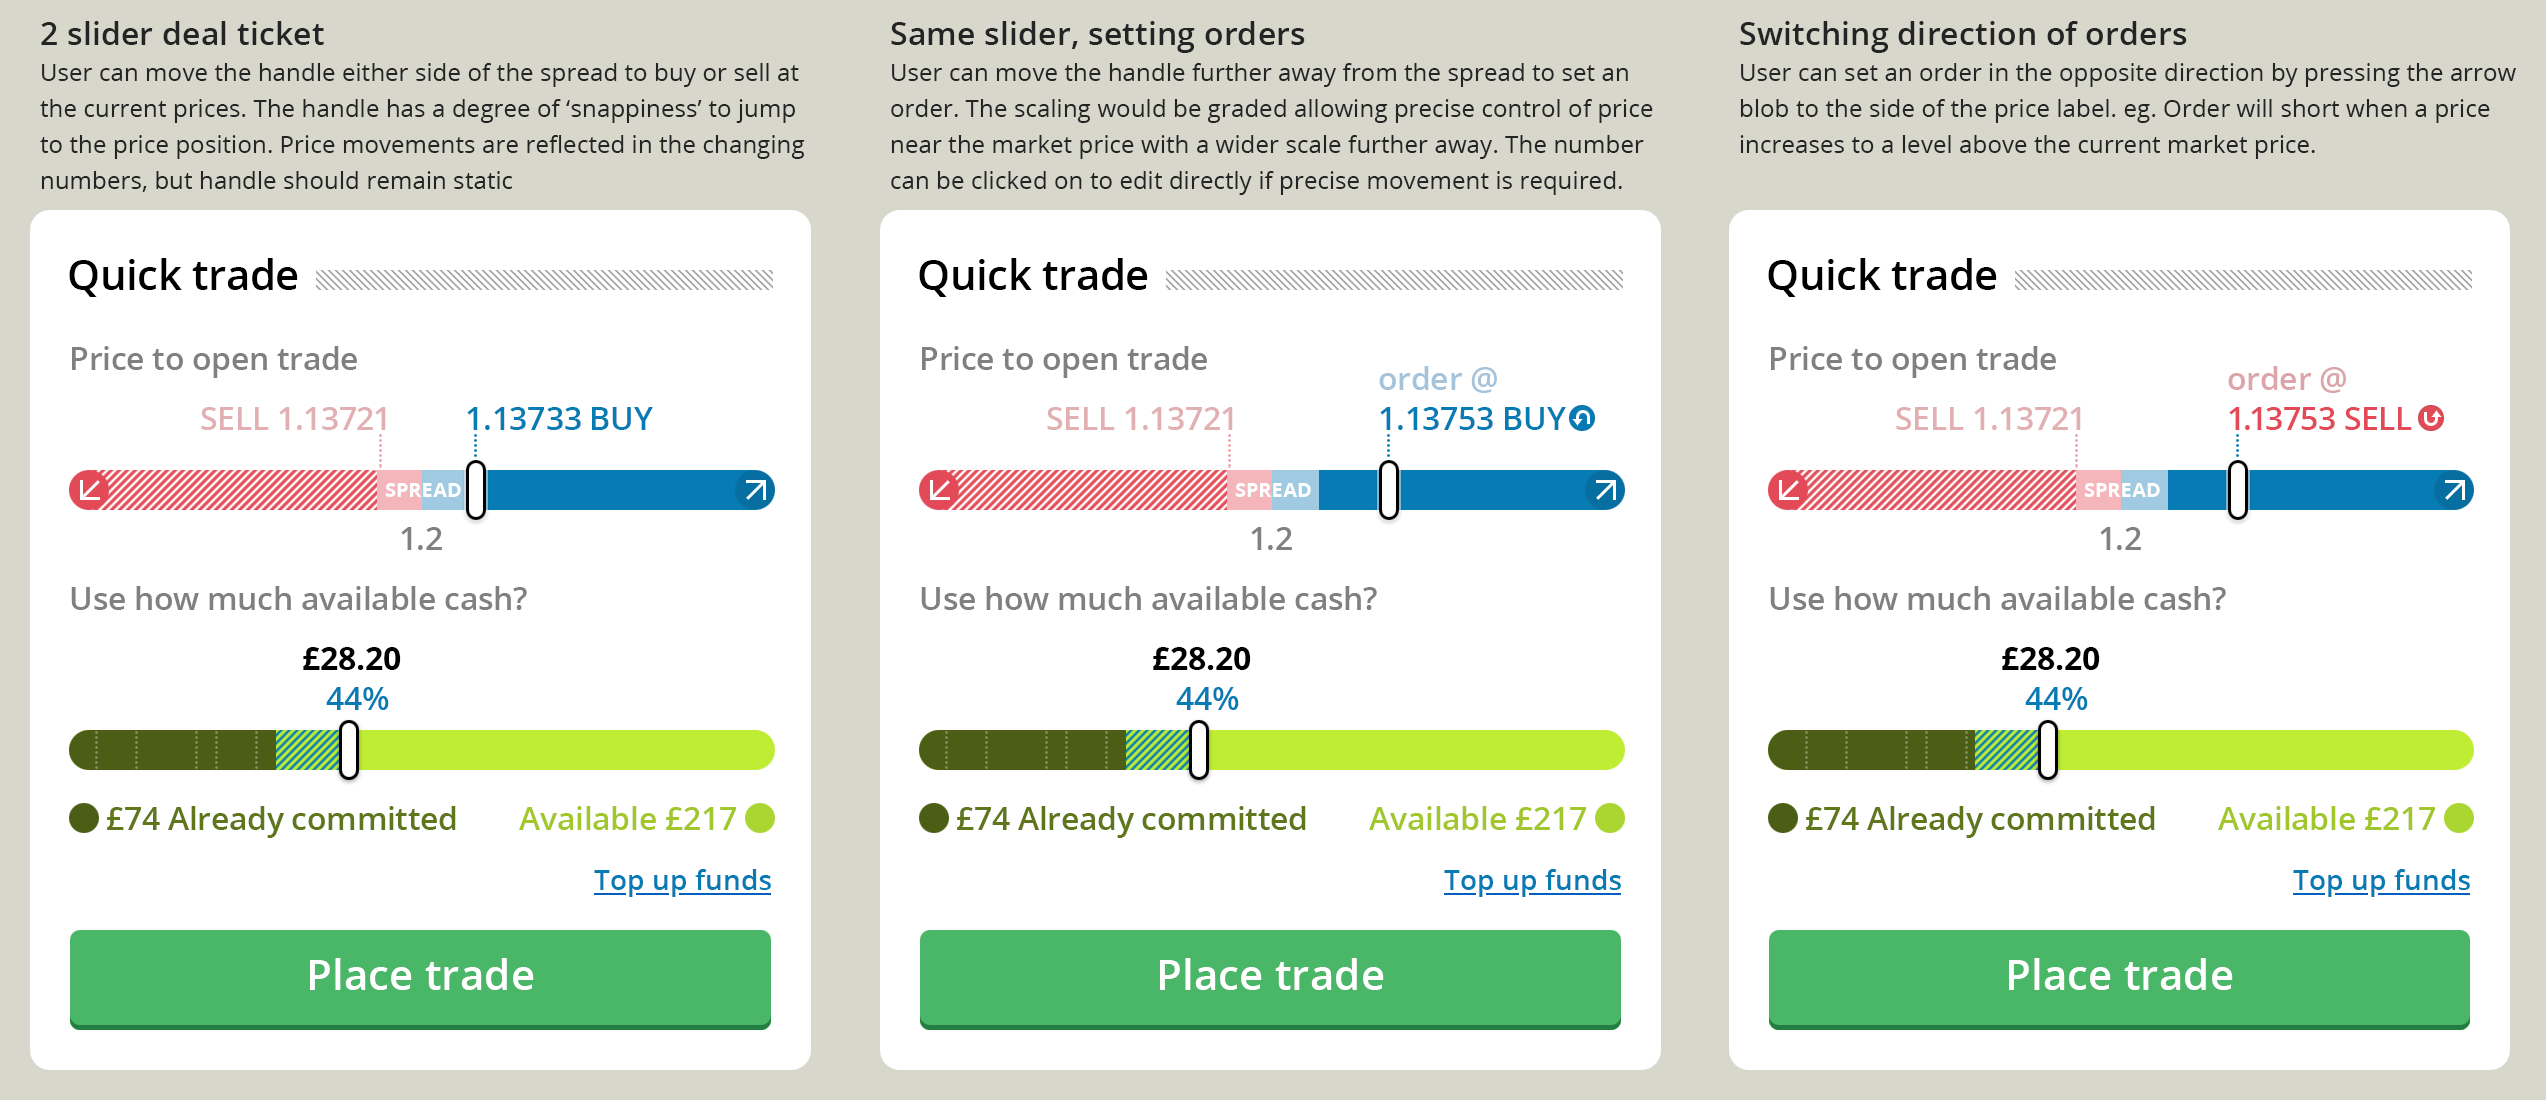 2 slider deal ticket
User can move the handle either side of the spread to buy or sell at
the current prices. The handle has a degree of ‘snappiness’ to jump
to the price position. Price movements are reflected in the changing
numbers, but handle should remain static
Quick trade
Price to open trade
SELL 1.13721
1.13733 BUY
SPREAD
1.2
Use how much available cash?
£28.20
44%
£74 Already committed
Available £217
Top up funds
Place trade
Same slider, setting orders
User can move the handle further away from the spread to set an
order. The scaling would be graded allowing precise control of price
near the market price with a wider scale further away. The number
can be clicked on to edit directly if precise movement is required.
Quick trade
Price to open trade
order @
SELL 1.13721
1.13753 BUY
SPREAD
1.2
Use how much available cash?
£28.20
44%
£74 Already committed
Available £217
Top up funds
Place trade
Switching direction of orders
User can set an order in the opposite direction by pressing the arrow
blob to the side of the price label. eg. Order will short when a price
increases to a level above the current market price.
Quick trade
Price to open trade
order @
SELL 1.13721
1.13753 SELL
SPREAD
1.2
Use how much available cash?
£28.20
44%
£74 Already committed
Available £217
Top up funds
Place trade